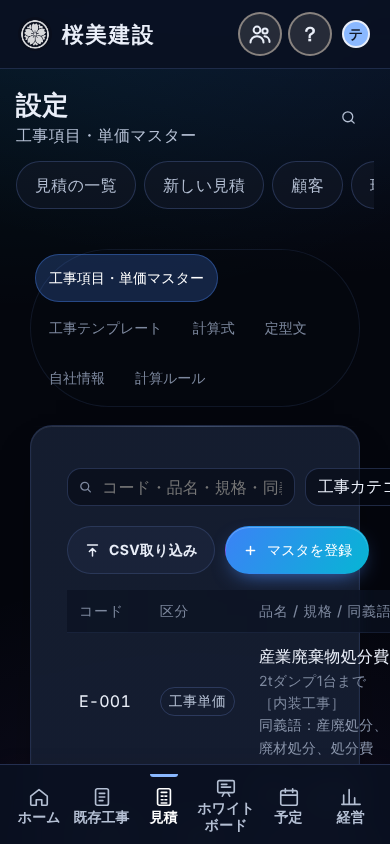 桜美建設
?
テ
設定
工事項目・単価マスター
見積の一覧
新しい見積
顧客
工事項目・単価マスター
工事テンプレート
計算式
定型文
自社情報
計算ルール
コード・品名・規格・同
工事カテゴ
CSV取り込み
+ マスタを登録
コード
区分
品名 / 規格 / 同義語
E-001
工事単価
産業廃棄物処分費
2tダンプ1台まで
［内装工事］
同義語：産廃処分、
廃材処分、処分費
ホーム
既存工事
見積
ホワイト
ボード
予定
経営